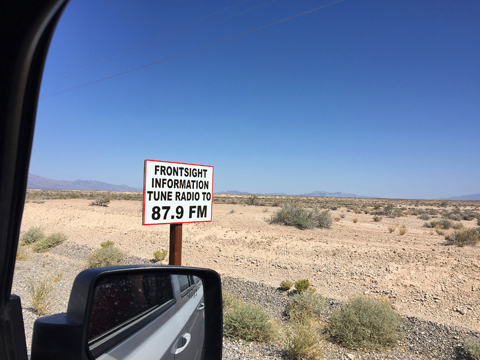 FRONTSIGHT
INFORMATION
TUNE RADIO TO
87.9 FM